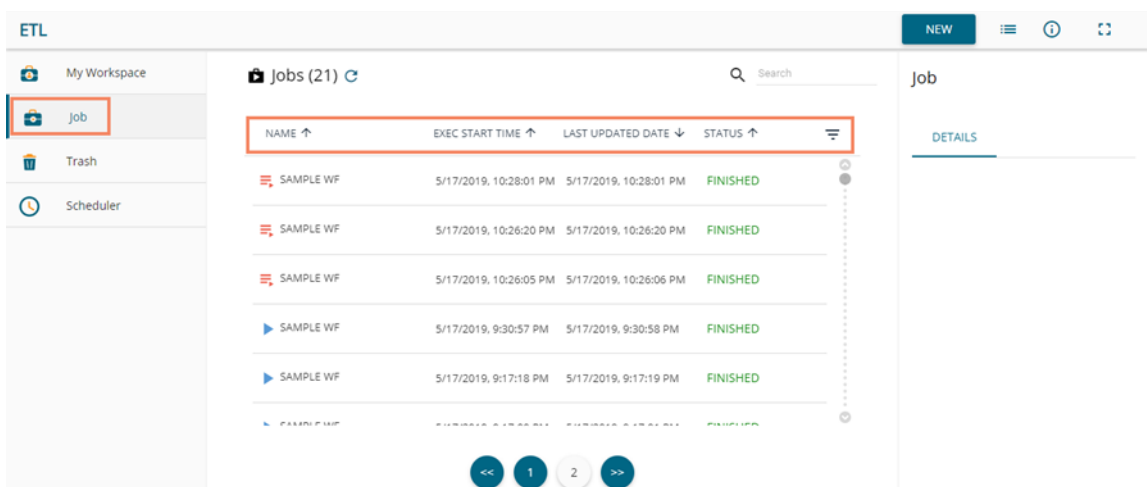 ETL
NEW
My Workspace
Job
Trash
Scheduler
Jobs (21)
Search
NAME EXEC START TIME LAST UPDATED DATE STATUS
SAMPLE WF 5/17/2019, 10:28:01 PM 5/17/2019, 10:28:01 PM FINISHED
SAMPLE WF 5/17/2019, 10:26:20 PM 5/17/2019, 10:26:20 PM FINISHED
SAMPLE WF 5/17/2019, 10:26:05 PM 5/17/2019, 10:26:06 PM FINISHED
SAMPLE WF 5/17/2019, 9:30:57 PM 5/17/2019, 9:30:58 PM FINISHED
SAMPLE WF 5/17/2019, 9:17:18 PM 5/17/2019, 9:17:19 PM FINISHED
<< 1 2 >>
Job
DETAILS